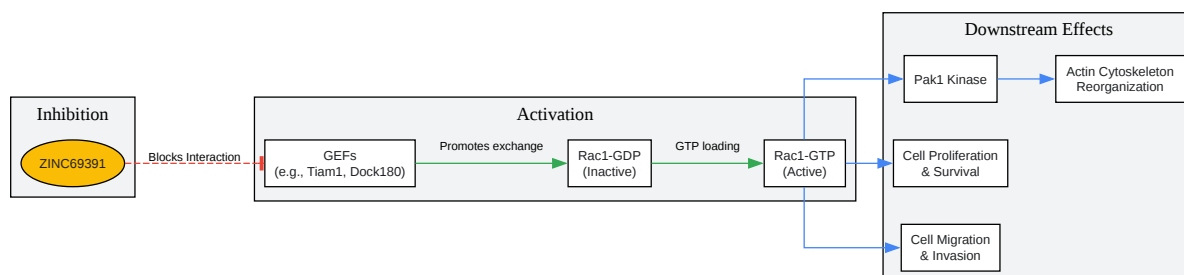 Inhibition
ZINC69391
Blocks Interaction
Activation
GEFs
(e.g., Tiam1, Dock180)
Promotes exchange
Rac1-GDP
(Inactive)
GTP loading
Rac1-GTP
(Active)
Downstream Effects
Pak1 Kinase
Actin Cytoskeleton
Reorganization
Cell Proliferation
& Survival
Cell Migration
& Invasion